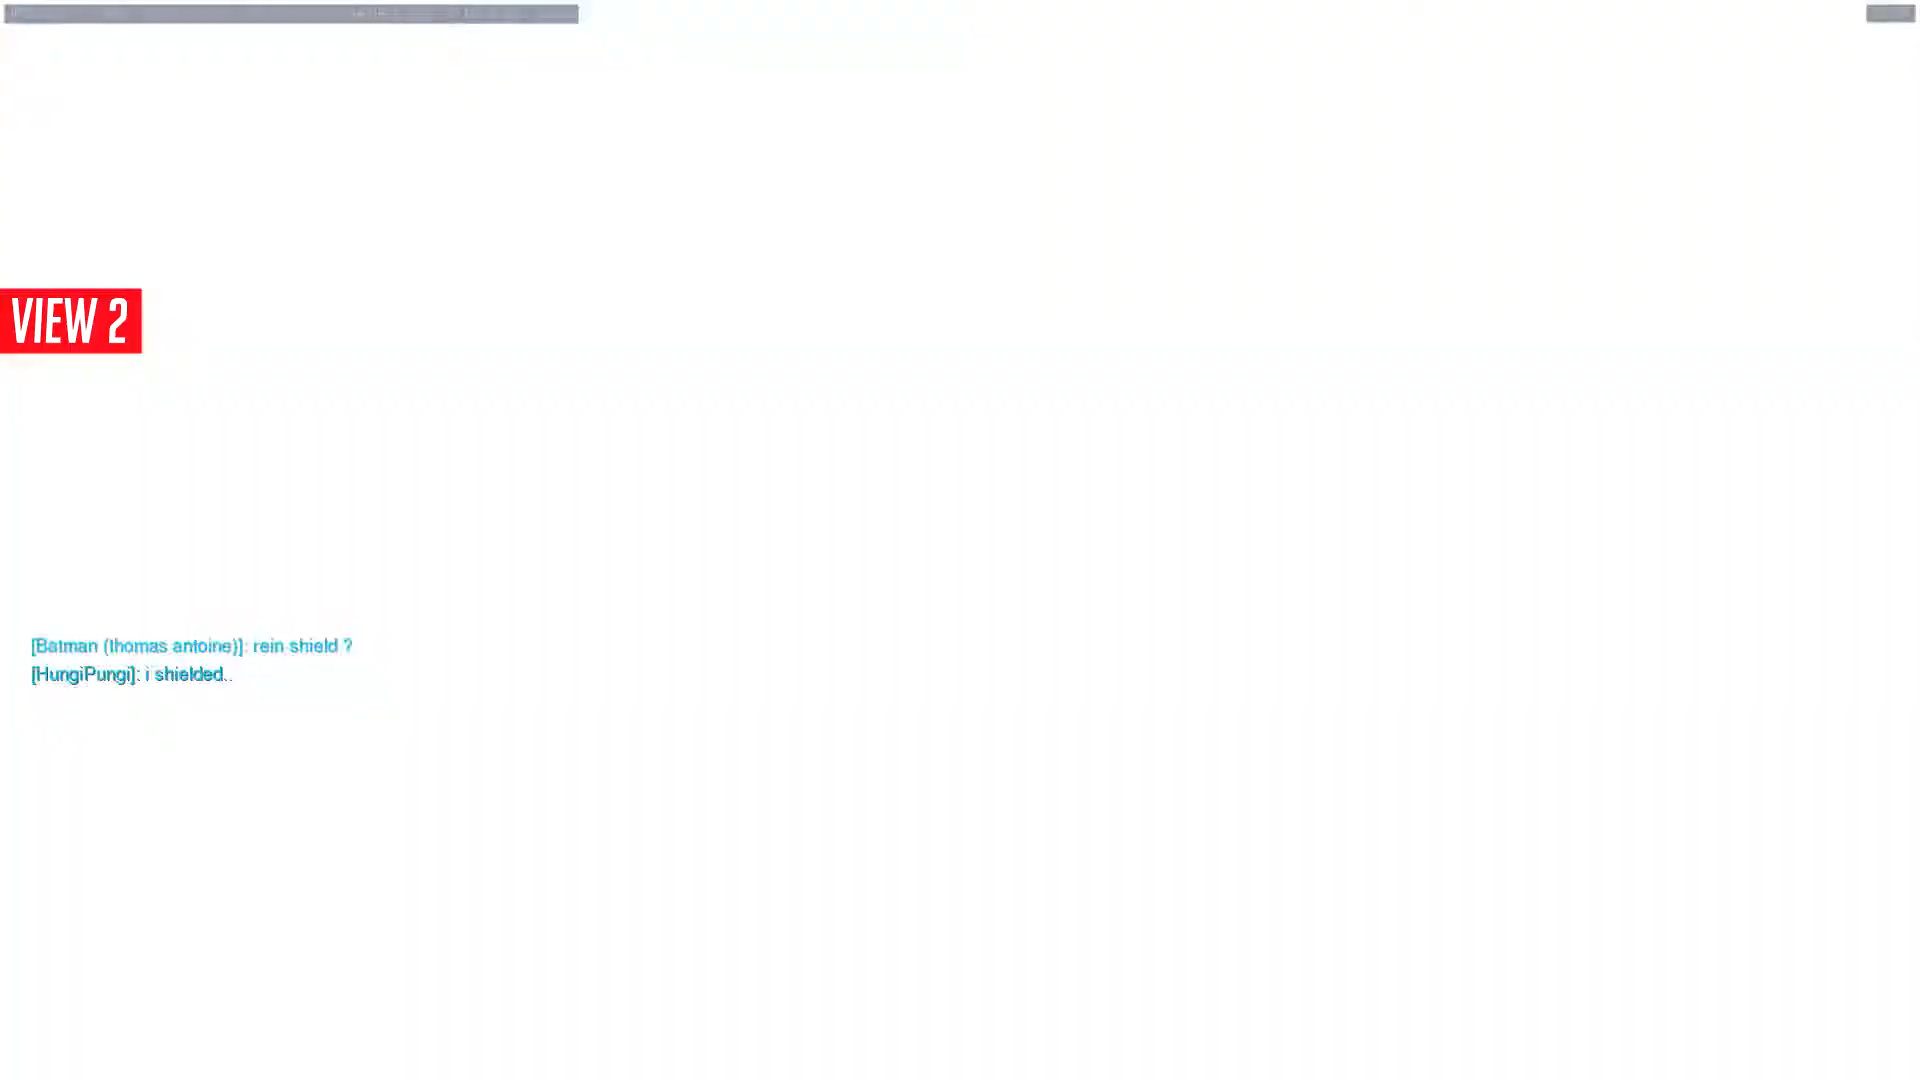 VIEW 2
[Batman (thomas antoine)]: rein shield ?
[HungiPungi]: i shielded..